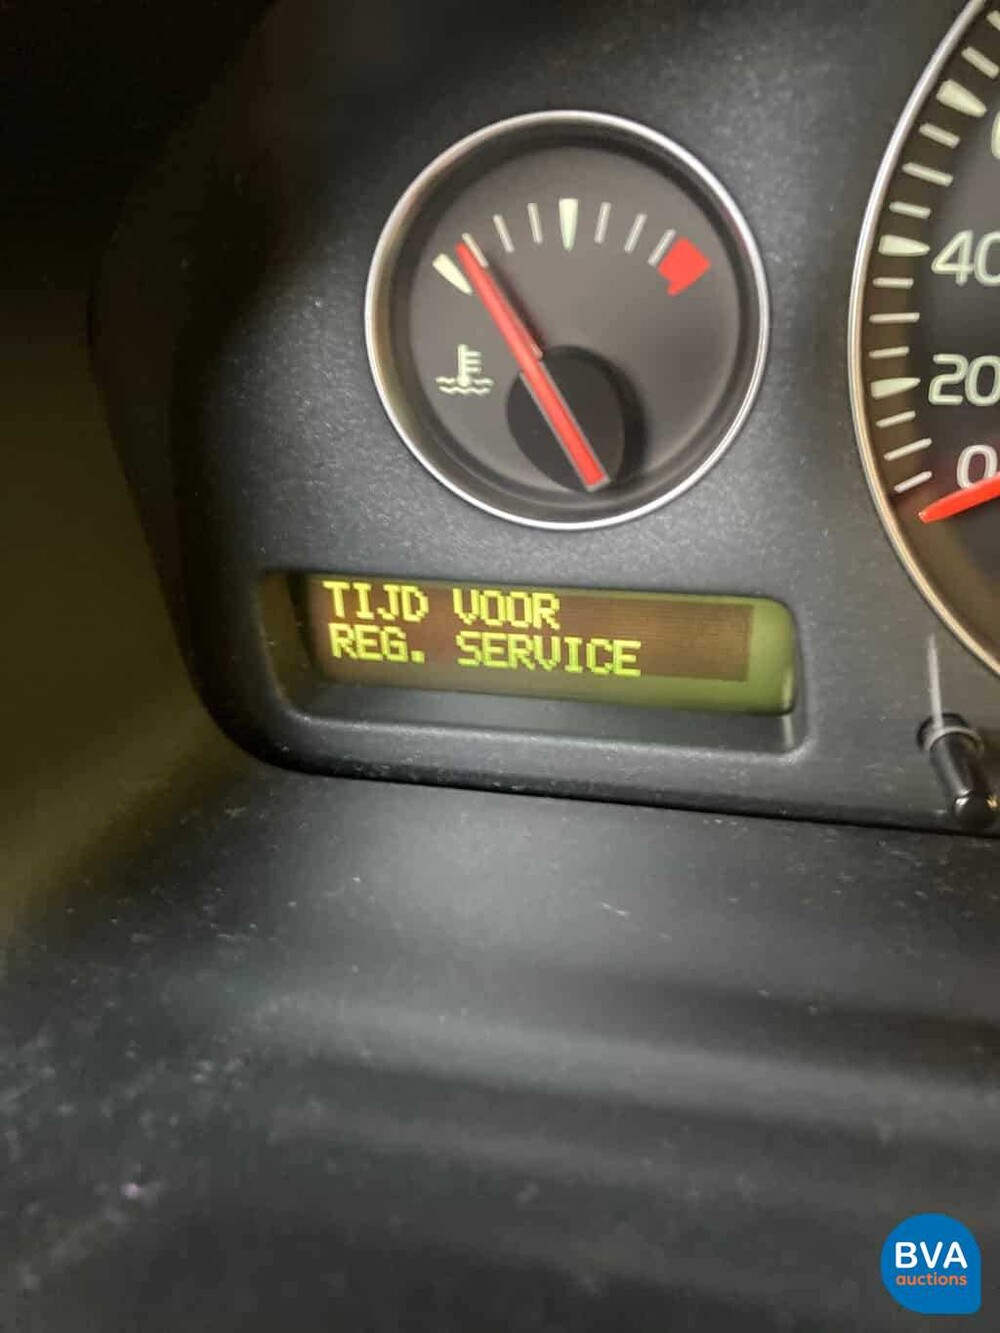 40
20
0
TIJD VOOR
REG. SERVICE
BVA
auctions